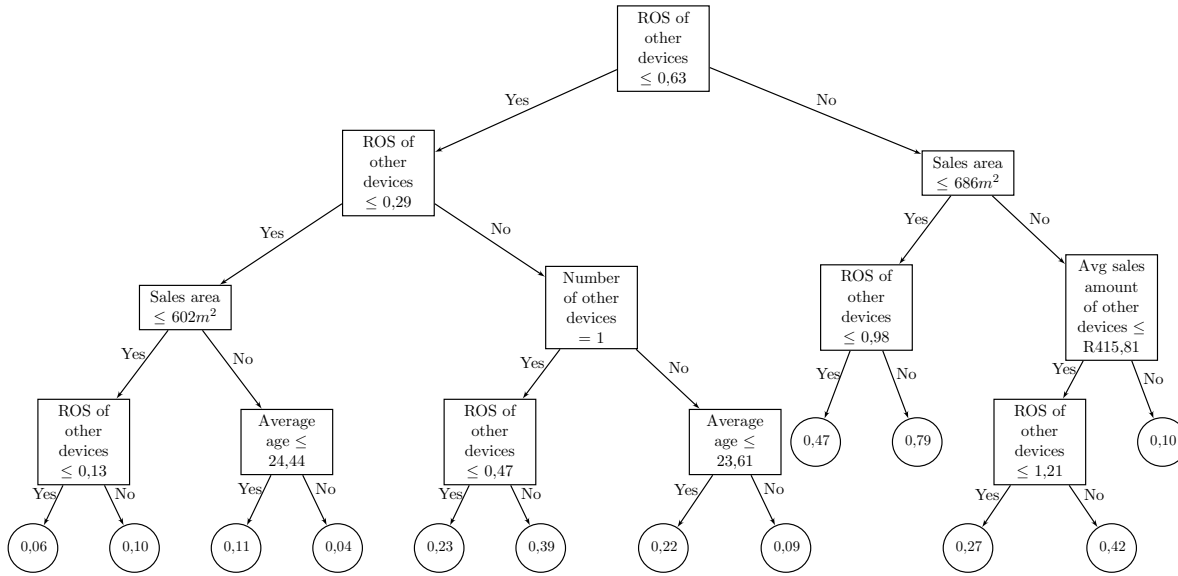 ROS of
other
devices
≤ 0,63
Yes
No
ROS of
other
devices
≤ 0,29
Sales area
≤ 686m²
Yes
No
Yes
No
Sales area
≤ 602m²
Number
of other
devices
= 1
ROS of
other
devices
≤ 0,98
Avg sales
amount
of other
devices ≤
R415,81
Yes
No
Yes
No
Yes
No
Yes
No
ROS of
other
devices
≤ 0,13
Average
age ≤
24,44
ROS of
other
devices
≤ 0,47
Average
age ≤
23,61
0,47
0,79
ROS of
other
devices
≤ 1,21
0,10
Yes
No
Yes
No
Yes
No
Yes
No
Yes
No
0,06
0,10
0,11
0,04
0,23
0,39
0,22
0,09
0,27
0,42